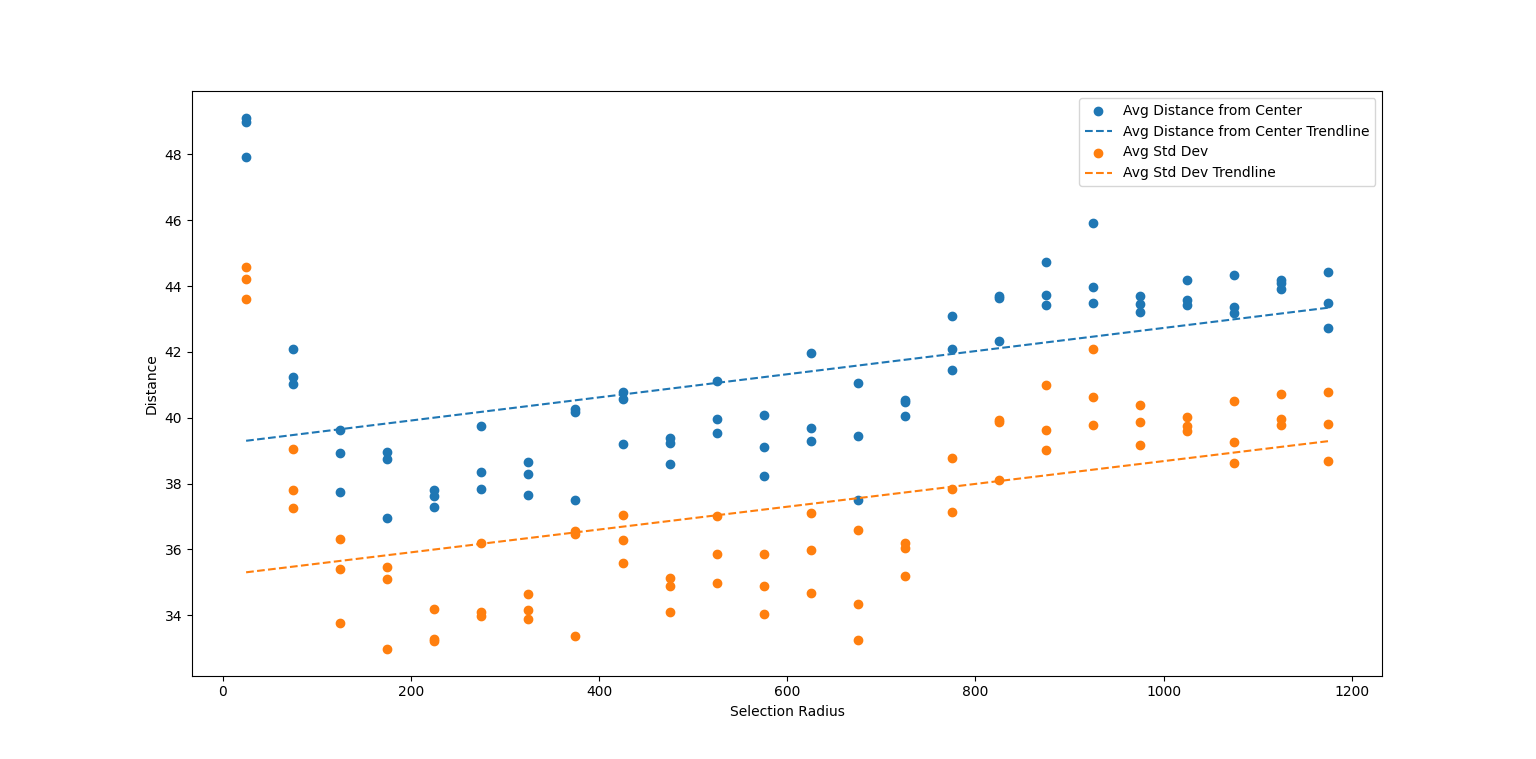 Avg Distance from Center
Avg Distance from Center Trendline
Avg Std Dev
Avg Std Dev Trendline
48
46
44
42
40
38
36
34
Distance
0 200 400 600 800 1000 1200
Selection Radius